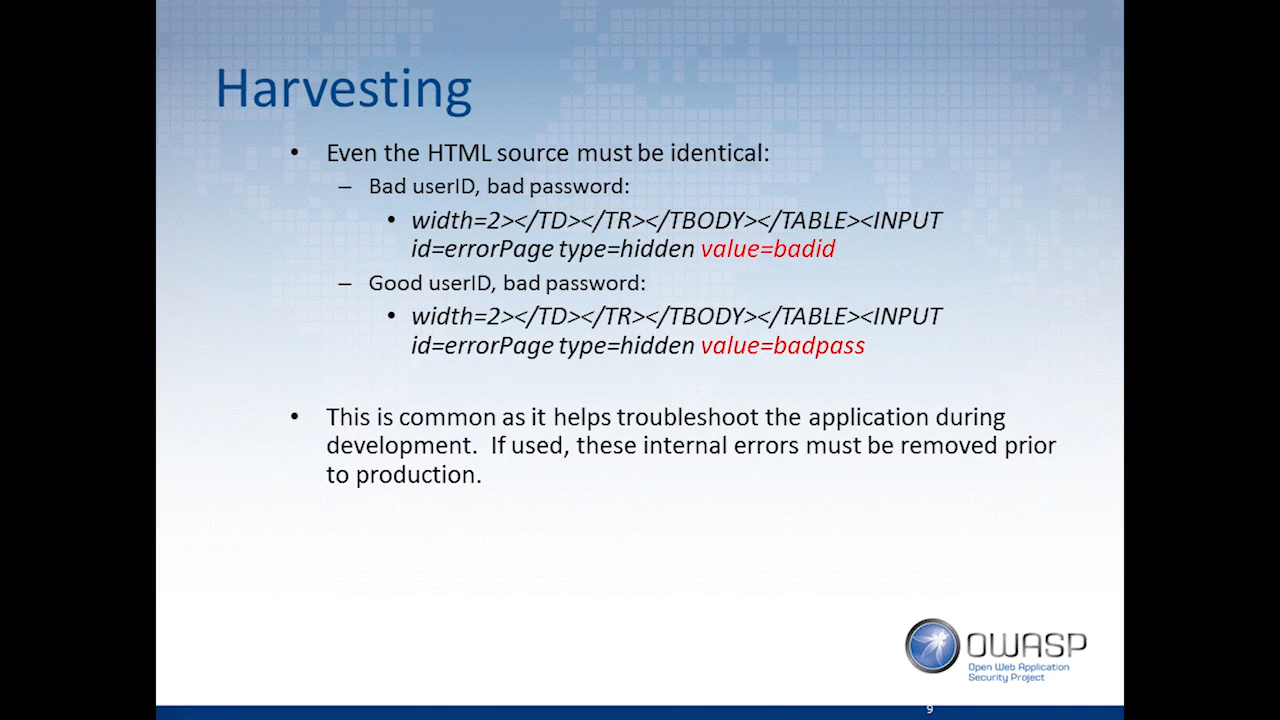 Harvesting
• Even the HTML source must be identical:
– Bad userID, bad password:
• width=2></TD></TR></TBODY></TABLE><INPUT
id=errorPage type=hidden value=badid
– Good userID, bad password:
• width=2></TD></TR></TBODY></TABLE><INPUT
id=errorPage type=hidden value=badpass
• This is common as it helps troubleshoot the application during
development.  If used, these internal errors must be removed prior
to production.
OWASP
Open Web Application
Security Project
9